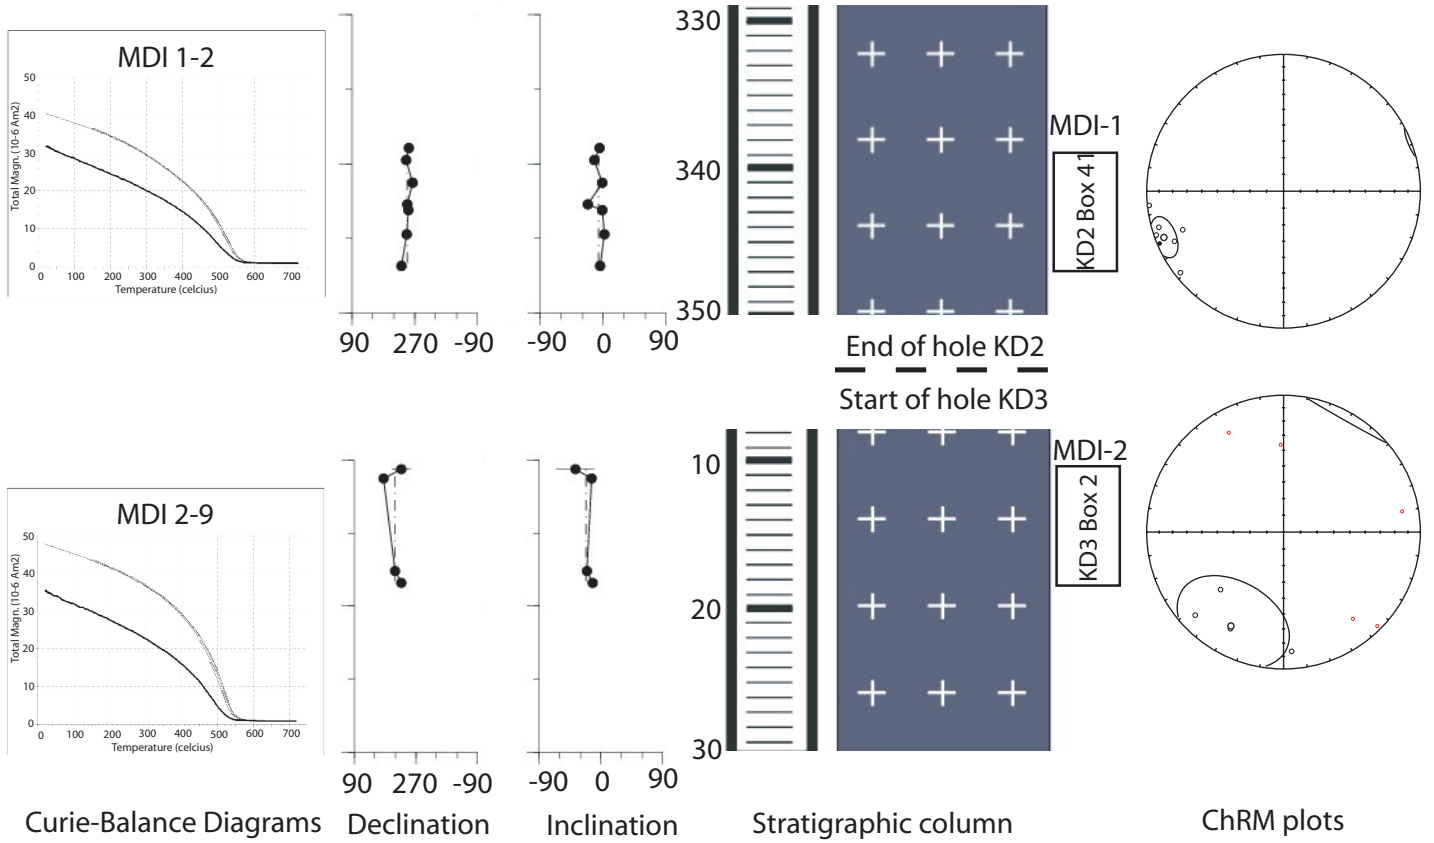 MDI 1-2
Total Magn. (10-6 Am2)
50
40
30
20
10
0
0 100 200 300 400 500 600 700
Temperature (celcius)
90 270 -90
-90 0 90
330
340
350
MDI-1
KD2 Box 41
End of hole KD2
Start of hole KD3
MDI 2-9
Total Magn. (10-6 Am2)
50
40
30
20
10
0
0 100 200 300 400 500 600 700
Temperature (celcius)
90 270 -90
-90 0 90
10
20
30
MDI-2
KD3 Box 2
Curie-Balance Diagrams
Declination
Inclination
Stratigraphic column
ChRM plots